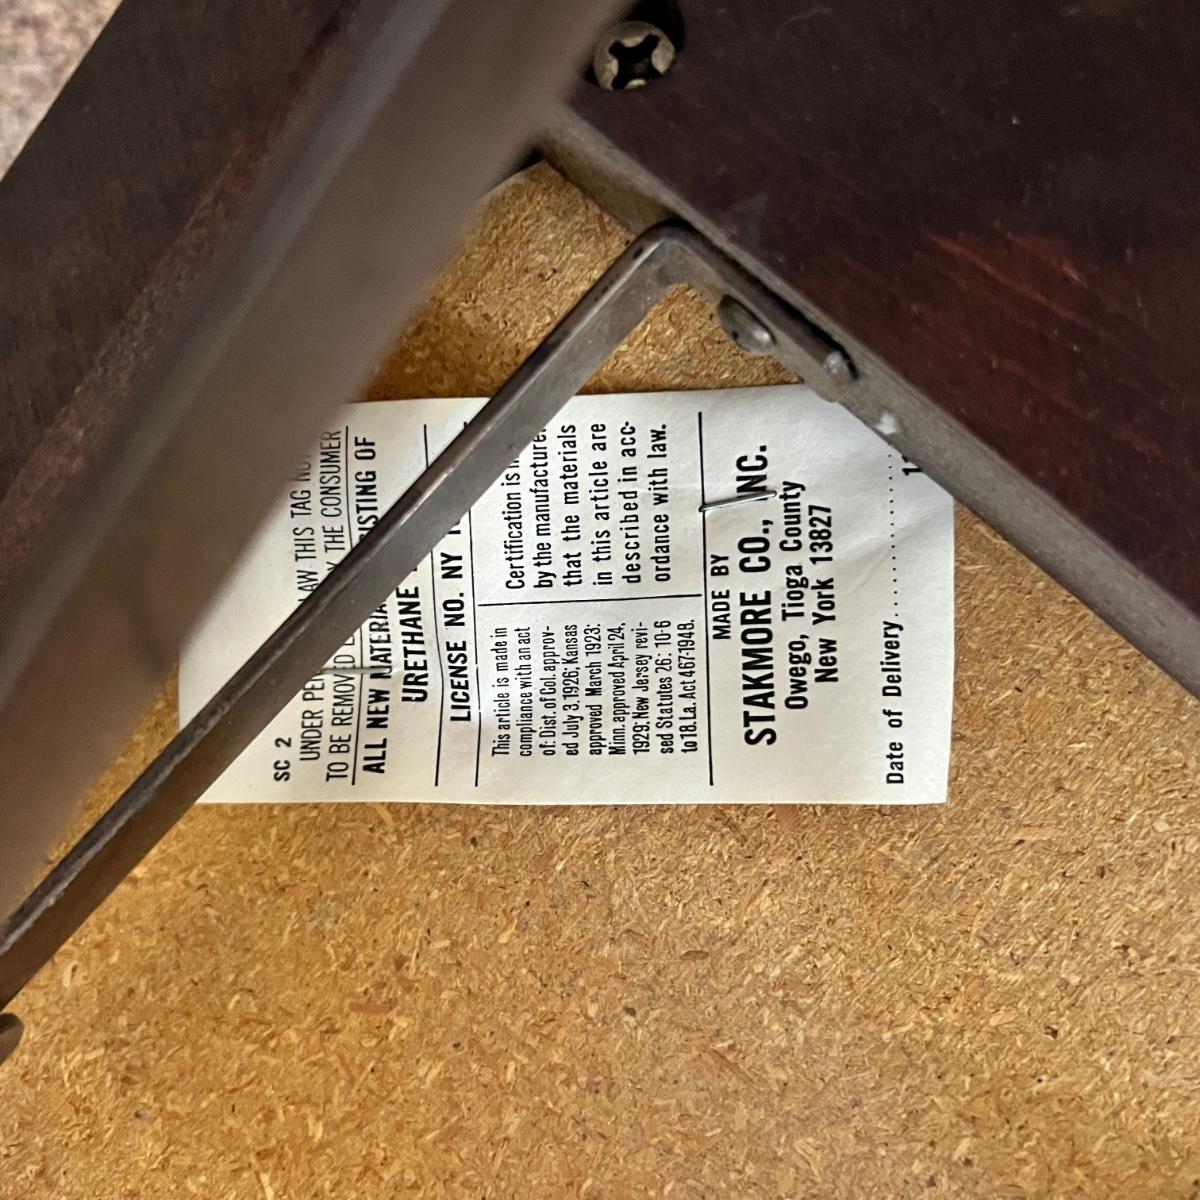 SC 2
UNDER LAW THIS TAG
TO BE REMOVED THE CONSUMER
ALL NEW MATERIA ISTING OF
URETHANE
LICENSE NO. NY
This article is made in
compliance with an act
of: Dist. of Col. approv-
ed July 3, 1926; Kansas
approved March 1923;
Minn. approved April 24,
1929; New Jersey revi-
sed Statutes 26: 10-6
to 18. La. Act 467-1948.
Certification is
by the manufacture
that the materials
in this article are
described in acc-
ordance with law.
MADE BY
STAKMORE CO., INC.
Owego, Tioga County
New York 13827
Date of Delivery